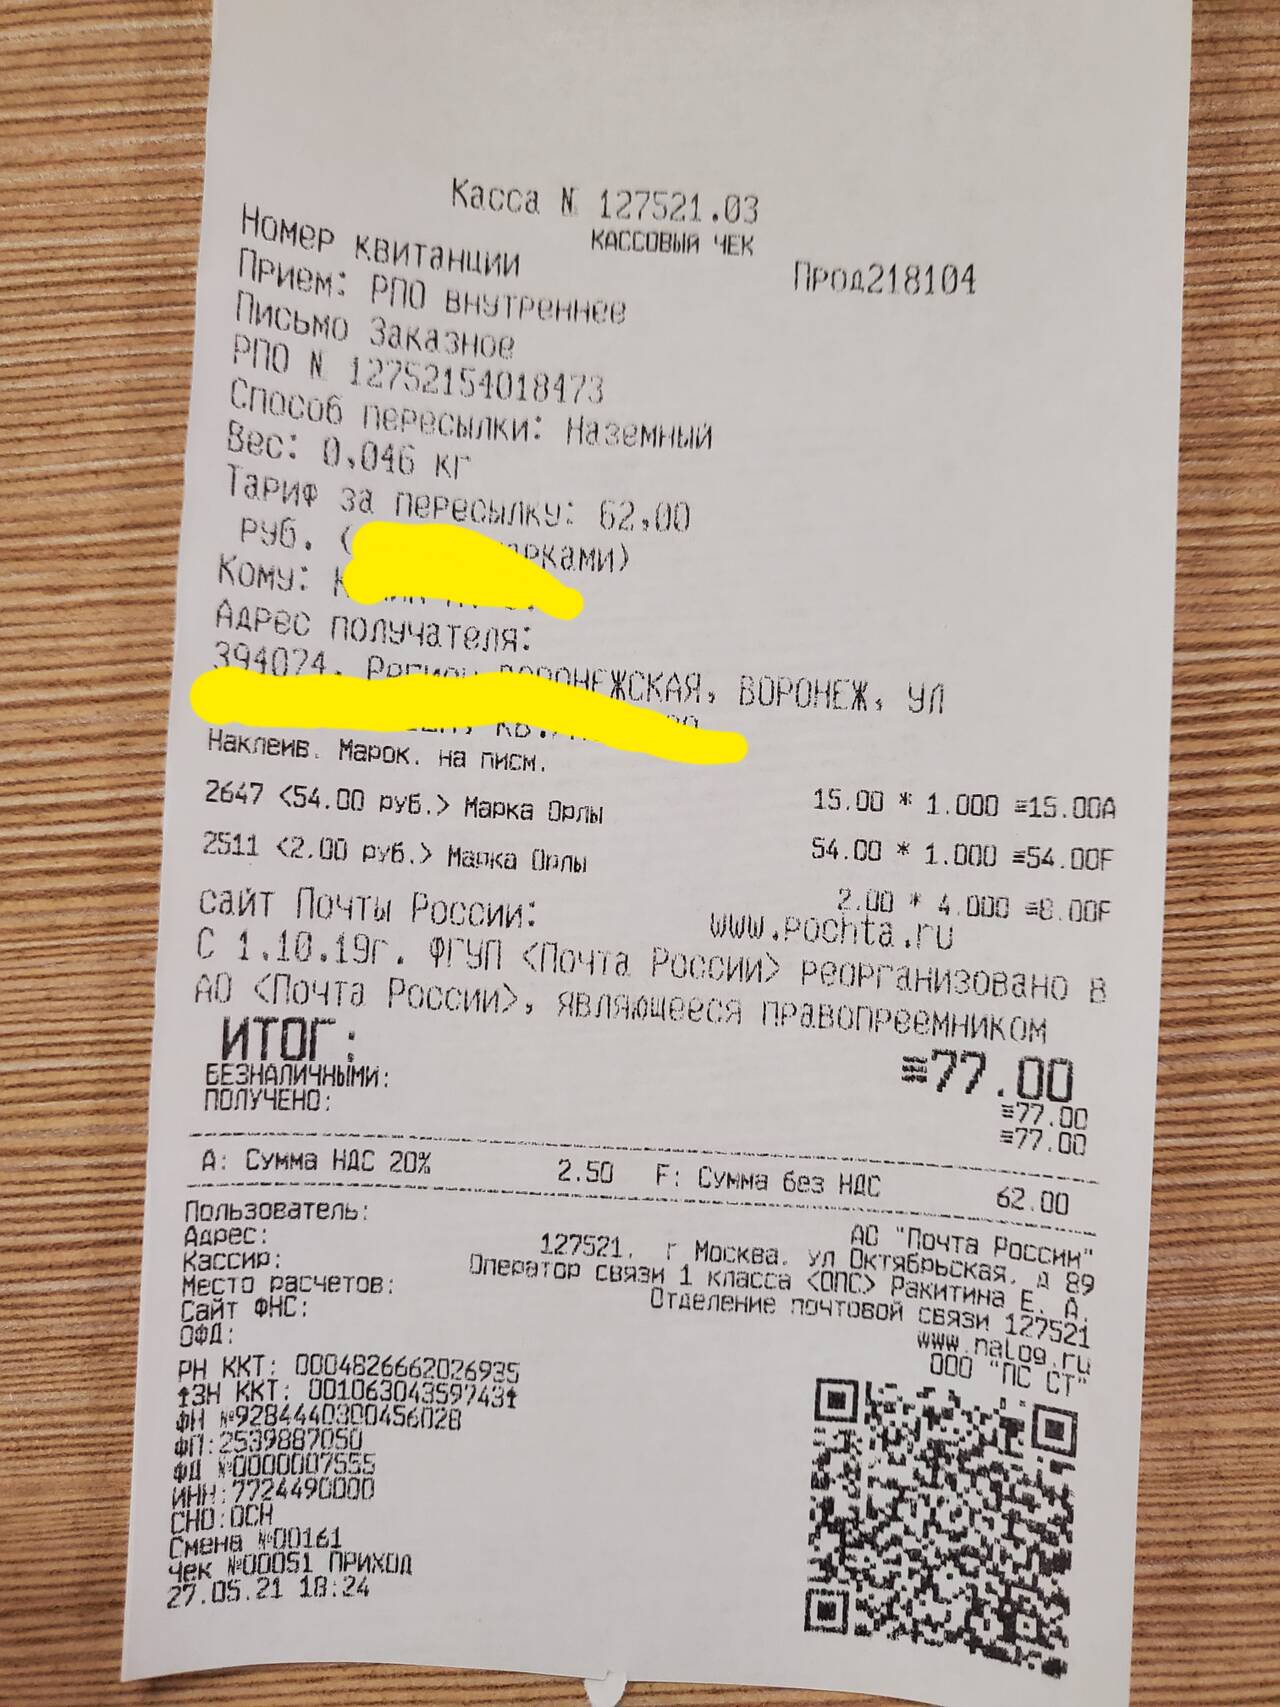 Касса № 127521.03
КАССОВЫЙ ЧЕК
Номер квитанции Прод218104
Прием: РПО внутреннее
Письмо Заказное
РПО N 12752154018473
Способ пересылки: Наземный
Вес: 0,046 кг
Тариф за пересылку: 62,00
руб. ( марками)
Кому:
Адрес получателя:
394074, Регион ВОРОНЕЖСКАЯ, ВОРОНЕЖ, УЛ
Наклеив. Марок. на писм.
15.00 * 1.000 ≡15.00А
2647 <54.00 руб.> Марка Орлы
54.00 * 1.000 ≡54.00F
2511 <2.00 руб.> Марка Орлы
2.00 * 4.000 ≡8.00F
сайт Почты России: www.pochta.ru
С 1.10.19г. ФГУП <Почта России> реорганизовано в
АО <Почта России>, являющееся правопреемником
ИТОГ: ≡77.00
БЕЗНАЛИЧНЫМИ: ≡77.00
ПОЛУЧЕНО: ≡77.00
А: Сумма НДС 20% 2.50 F: Сумма без НДС 62.00
Пользователь: АО "Почта России"
Адрес: 127521, г Москва, ул Октябрьская, д 89
Кассир: Оператор связи 1 класса <ОПС> Ракитина Е. А.
Место расчетов: Отделение почтовой связи 127521
Сайт ФНС: www.nalog.ru
ОФД: ООО "ПС СТ"
РН ККТ: 0004826662026935
ЗН ККТ: 00106304359743
ФН №9284440300456028
ФП:2539887050
ФД №0000007555
ИНН:7724490000
СНО:ОСН
Смена №00161
Чек №00051 ПРИХОД
27.05.21 18:24